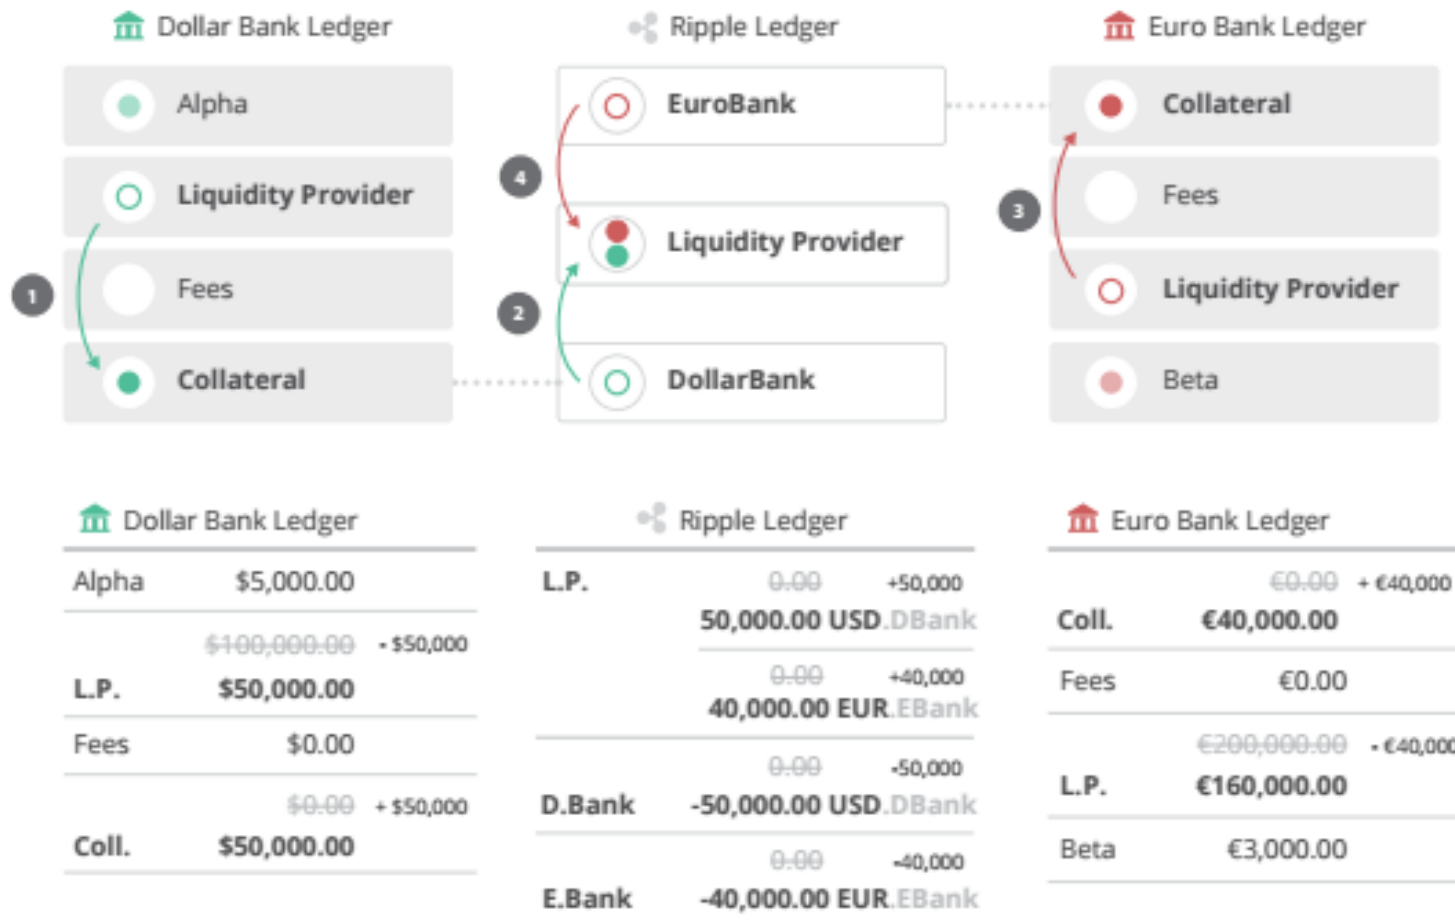 Dollar Bank Ledger
Alpha
Liquidity Provider
1
Fees
Collateral
Ripple Ledger
EuroBank
4
Liquidity Provider
2
DollarBank
Euro Bank Ledger
Collateral
Fees
3
Liquidity Provider
Beta
Dollar Bank Ledger
Alpha $5,000.00
$100,000.00 - $50,000
L.P. $50,000.00
Fees $0.00
$0.00 + $50,000
Coll. $50,000.00
Ripple Ledger
L.P. 0.00 +50,000
50,000.00 USD.DBank
0.00 +40,000
40,000.00 EUR.EBank
0.00 -50,000
D.Bank -50,000.00 USD.DBank
0.00 -40,000
E.Bank -40,000.00 EUR.EBank
Euro Bank Ledger
€0.00 + €40,000
Coll. €40,000.00
Fees €0.00
€200,000.00 - €40,000
L.P. €160,000.00
Beta €3,000.00